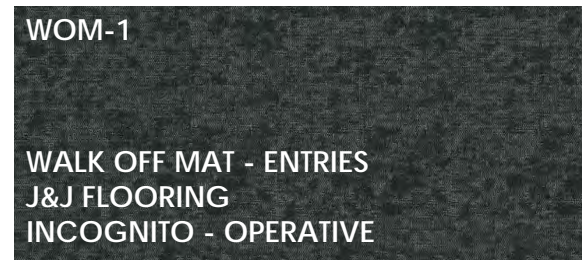 WOM-1
WALK OFF MAT - ENTRIES
J&J FLOORING
INCOGNITO - OPERATIVE